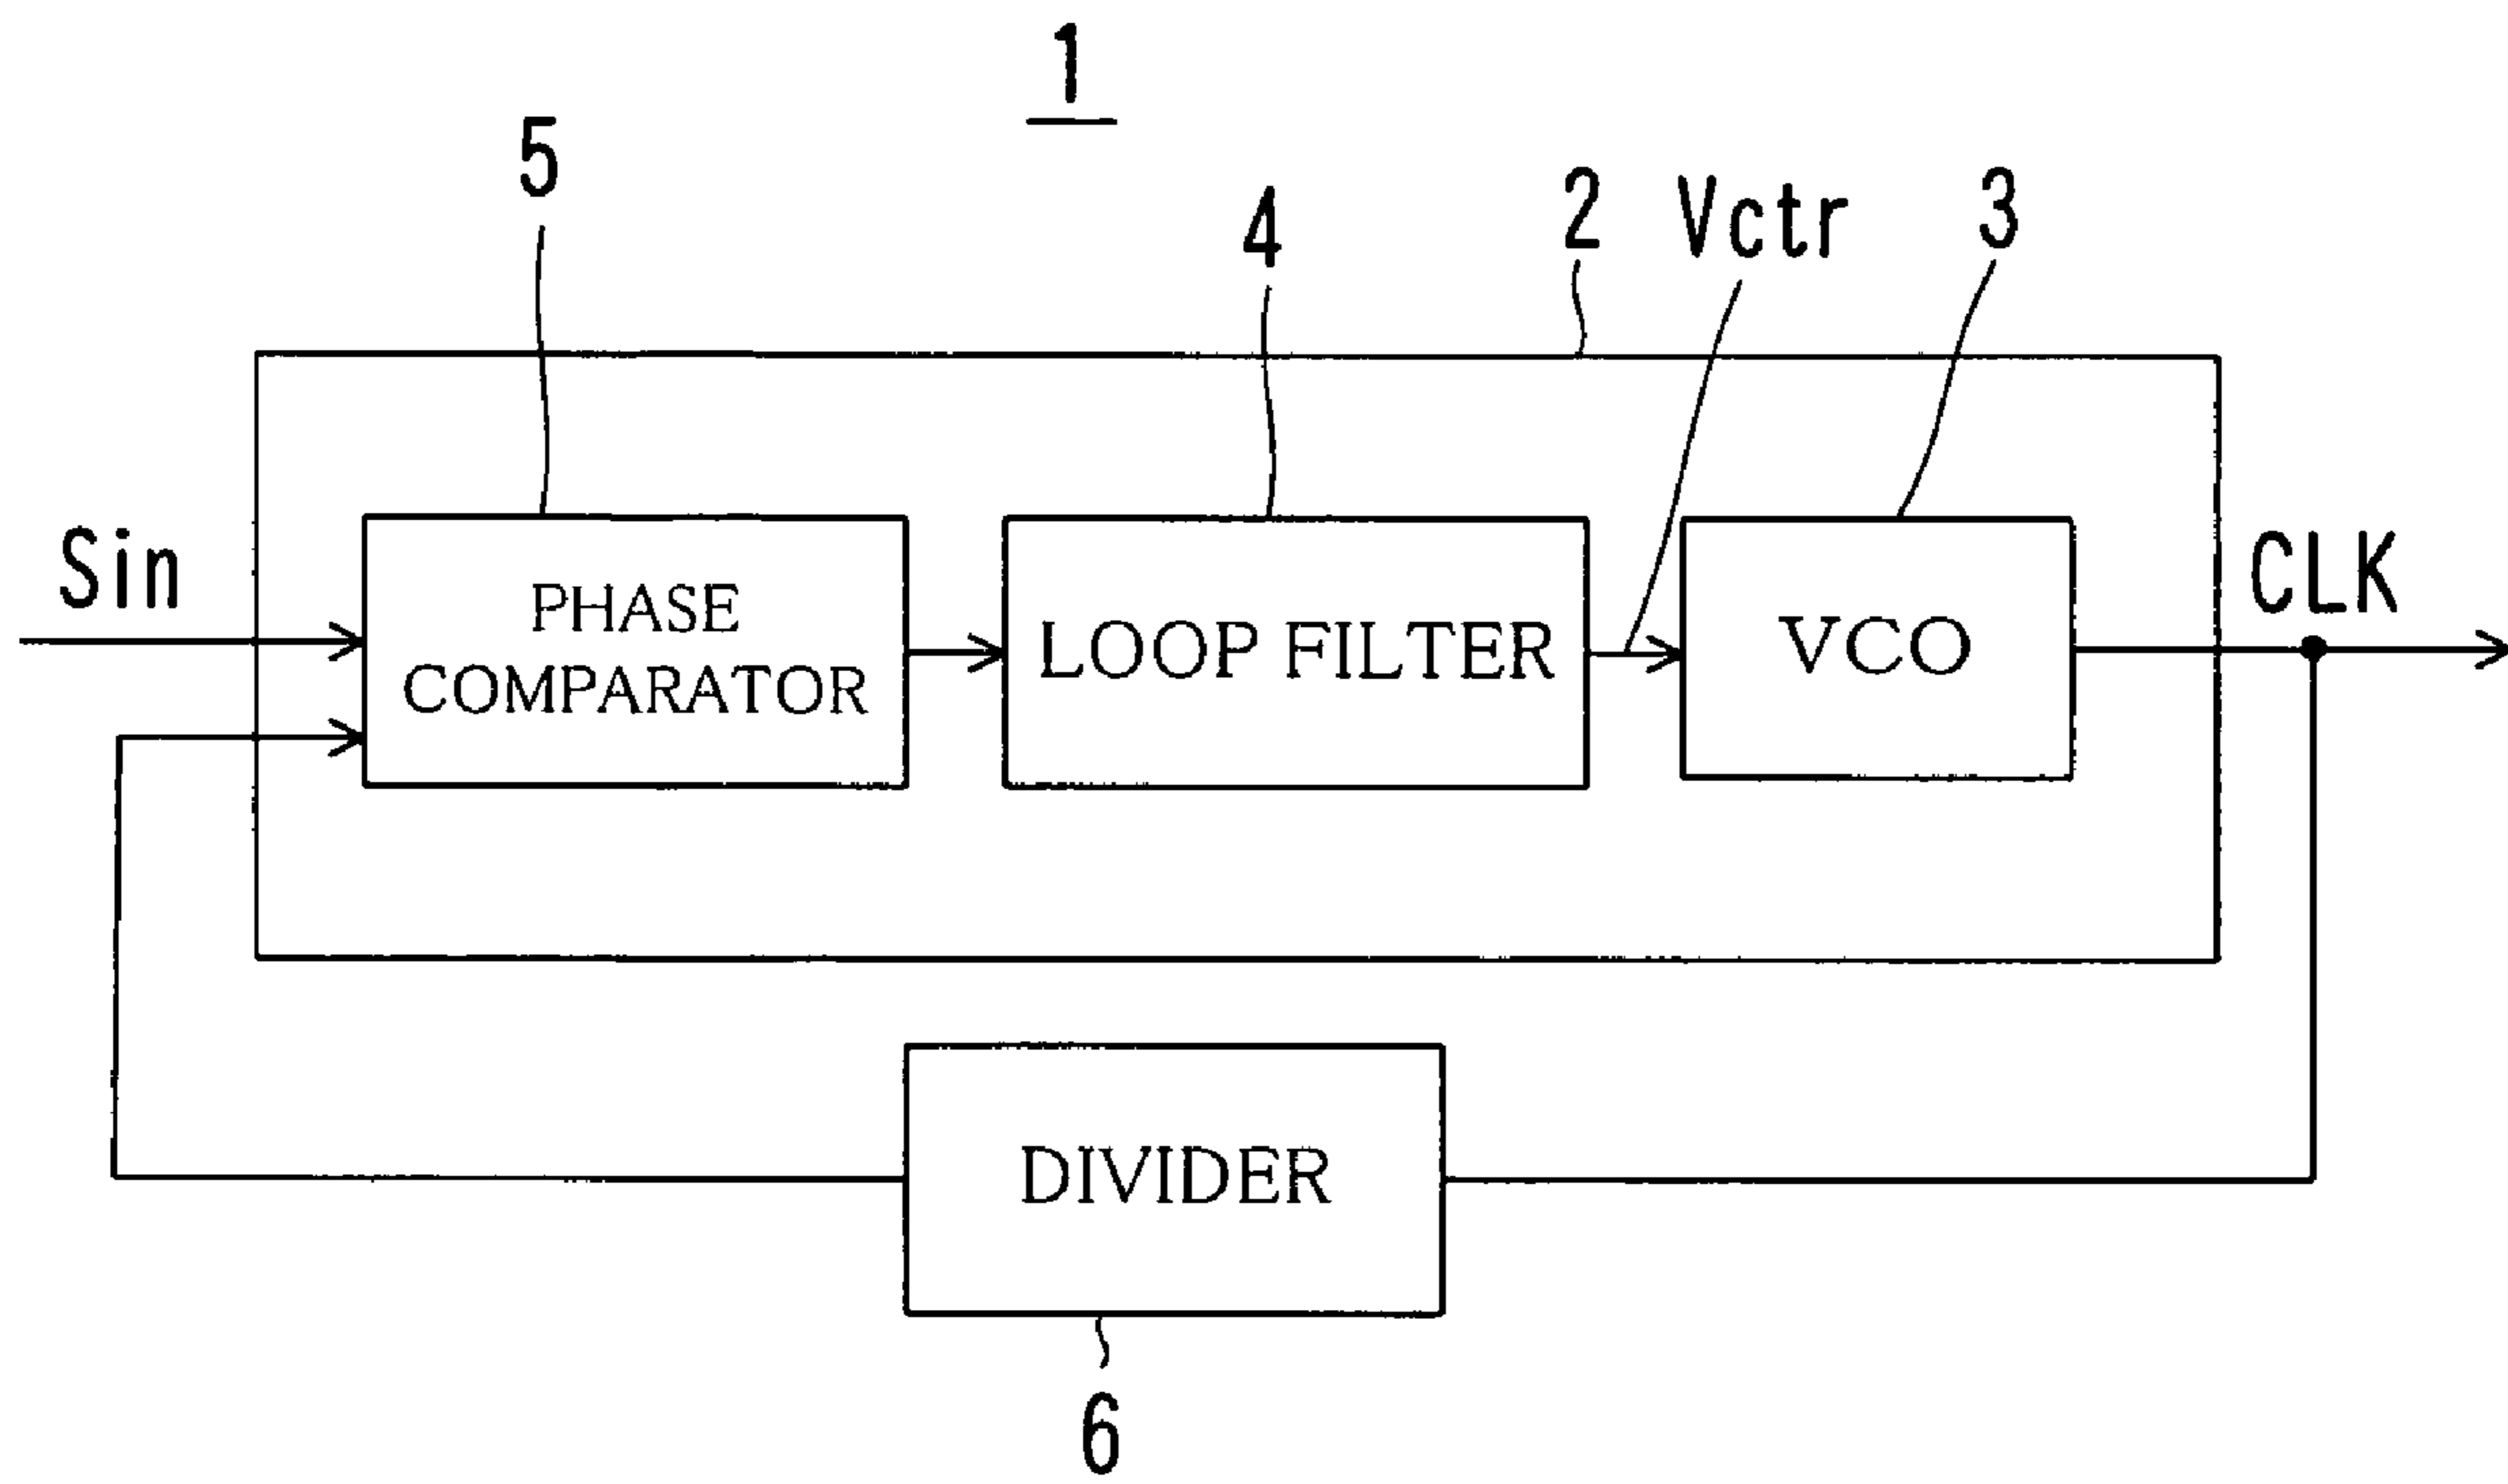 1
5
4
2
Vctr
3
Sin
PHASE
COMPARATOR
LOOP FILTER
VCO
CLK
DIVIDER
6